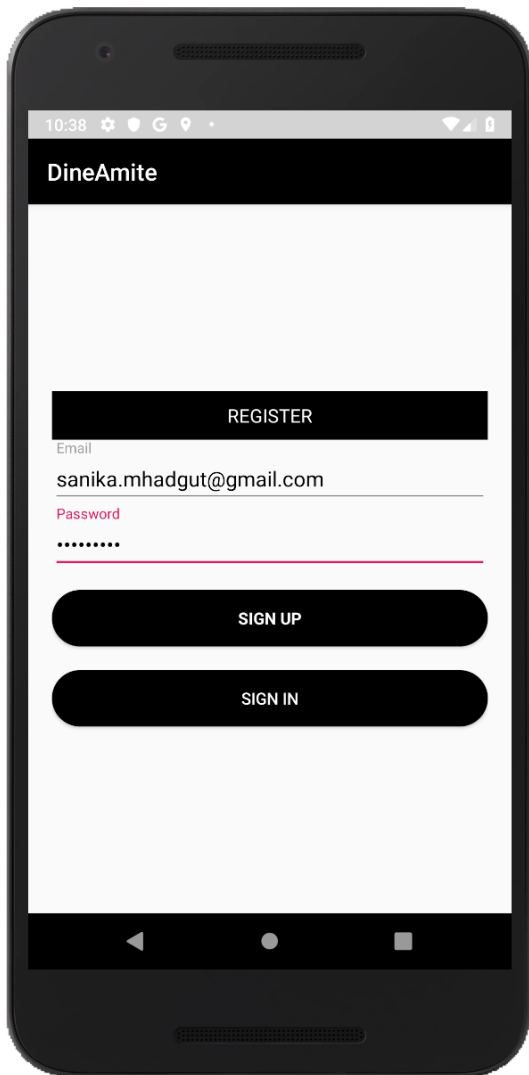 10:38
DineAmite
REGISTER
Email
sanika.mhadgut@gmail.com
Password
•••••••••
SIGN UP
SIGN IN